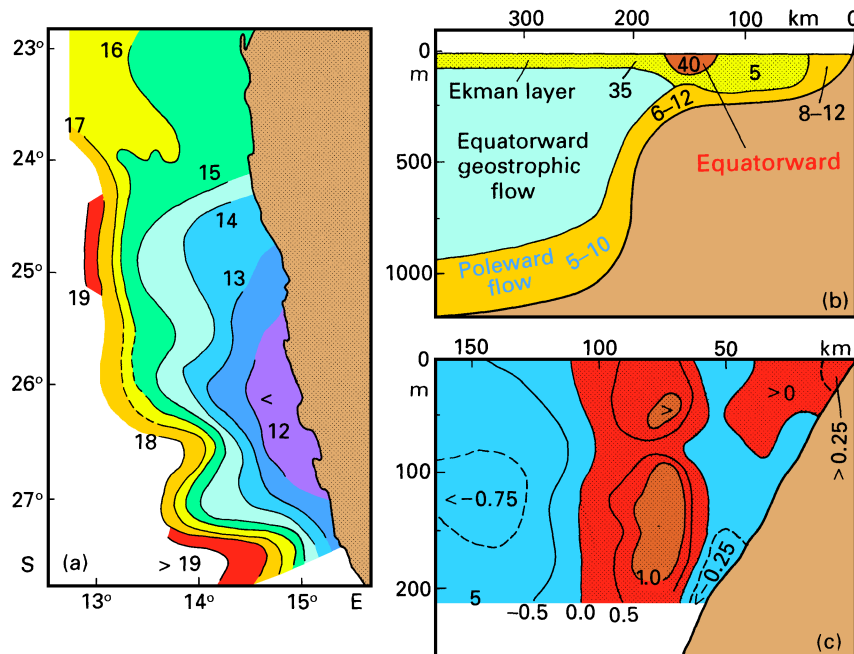 23°
24°
25°
26°
27°
S
(a)
13°
14°
15°
E
16
17
15
14
13
19
18
<
12
> 19
300
200
100
km
0
0
m
500
1000
Ekman layer
35
40
5
6–12
8–12
Equatorward
geostrophic
flow
Equatorward
Poleward
flow
5–10
(b)
150
100
50
km
0
m
100
200
>
> 0
> 0.25
< –0.75
< –0.25
1.0
5
–0.5
0.0
0.5
(c)